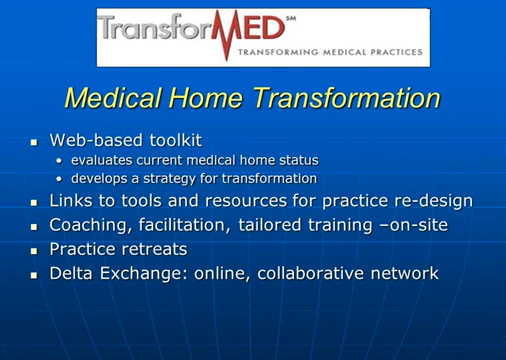 TransforMED℠
TRANSFORMING MEDICAL PRACTICES
Medical Home Transformation
▪ Web-based toolkit
• evaluates current medical home status
• develops a strategy for transformation
▪ Links to tools and resources for practice re-design
▪ Coaching, facilitation, tailored training –on-site
▪ Practice retreats
▪ Delta Exchange: online, collaborative network